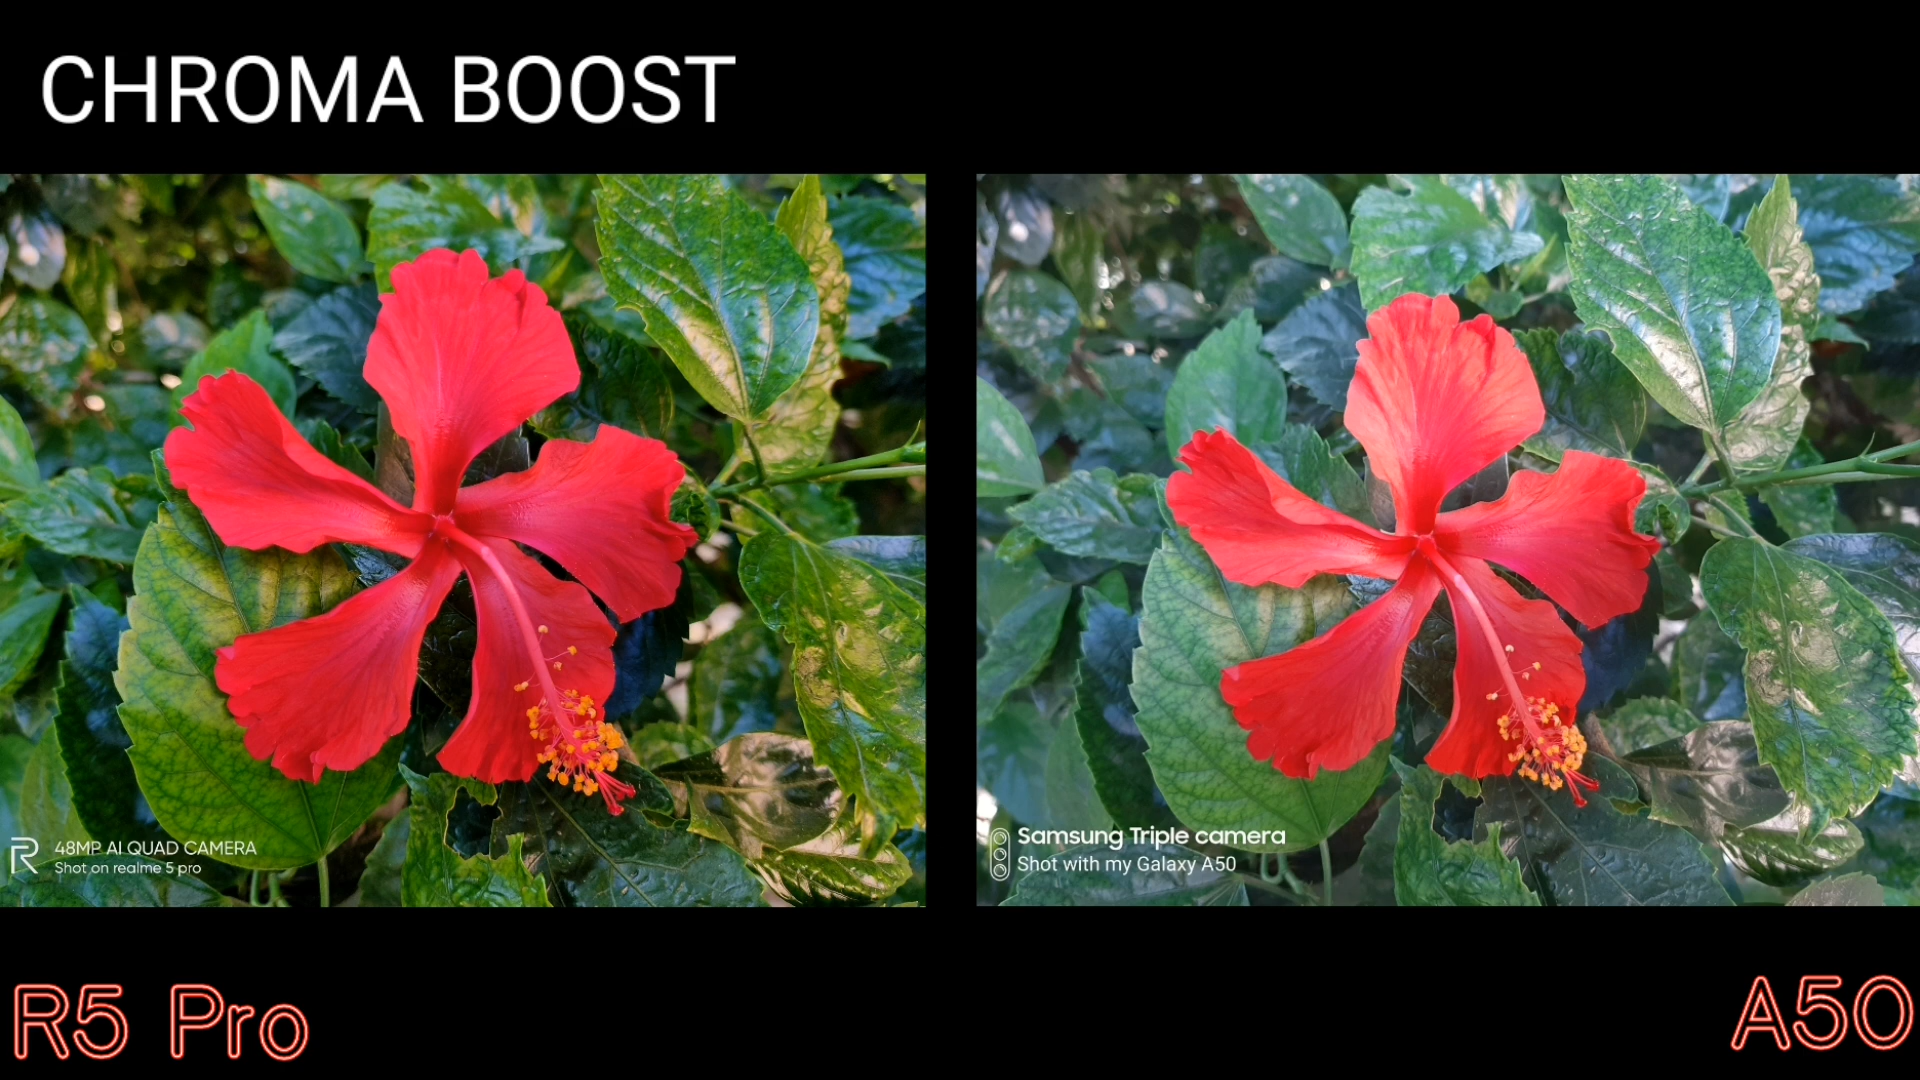 CHROMA BOOST
48MP AI QUAD CAMERA
Shot on realme 5 pro
Samsung Triple camera
Shot with my Galaxy A50
R5 Pro
A50